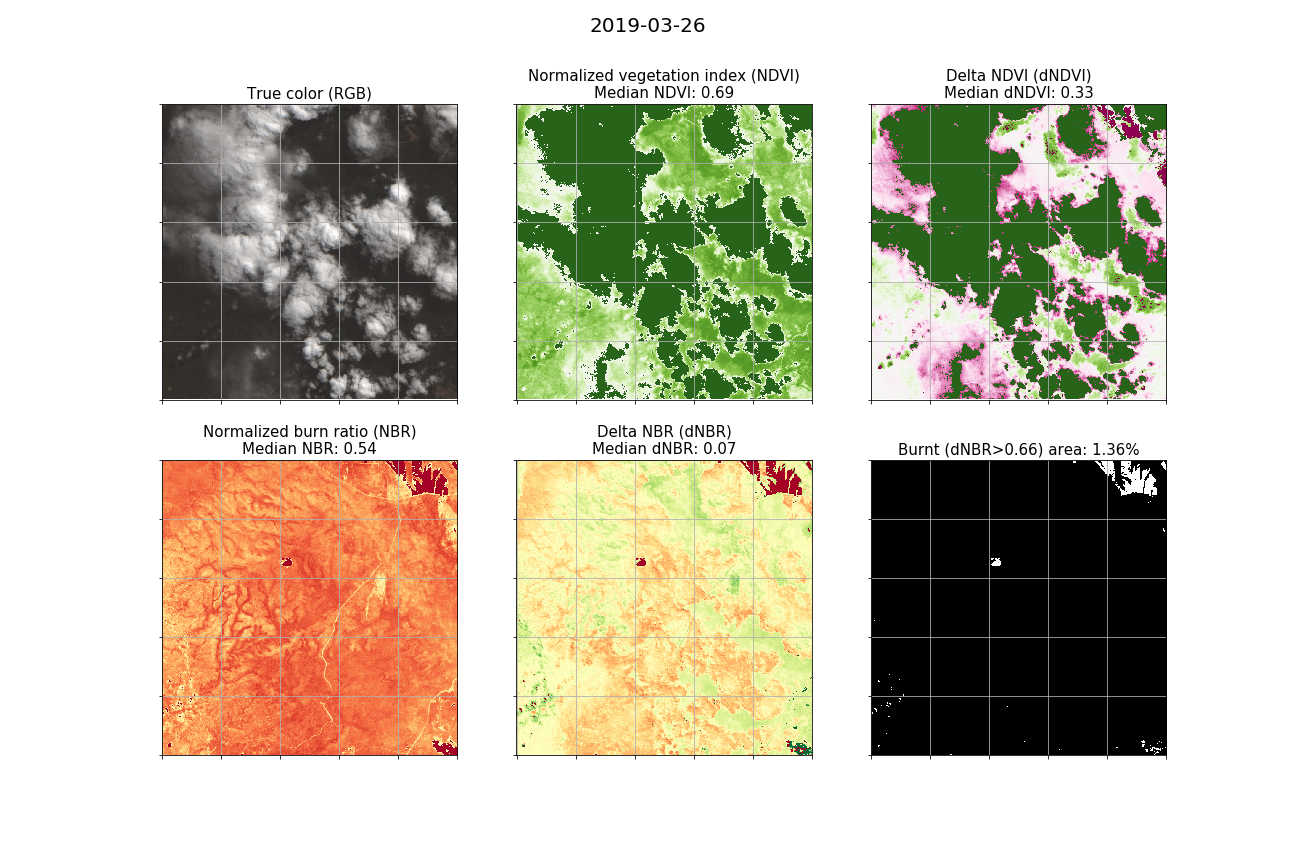 2019-03-26
True color (RGB)
Normalized vegetation index (NDVI)
Median NDVI: 0.69
Delta NDVI (dNDVI)
Median dNDVI: 0.33
Normalized burn ratio (NBR)
Median NBR: 0.54
Delta NBR (dNBR)
Median dNBR: 0.07
Burnt (dNBR>0.66) area: 1.36%